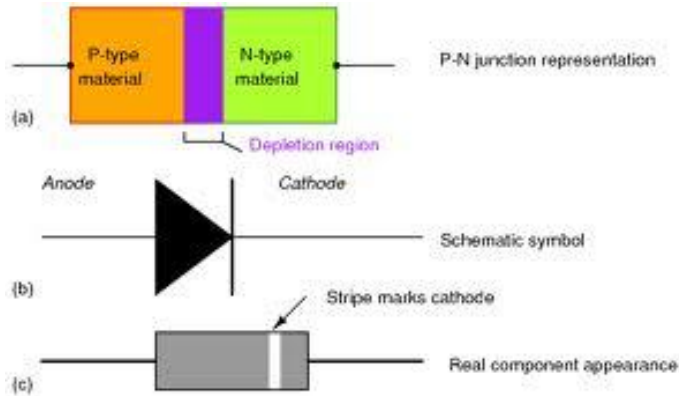 P-type
material
N-type
material
P-N junction representation
(a)
Depletion region
Anode
Cathode
Schematic symbol
(b)
Stripe marks cathode
Real component appearance
(c)